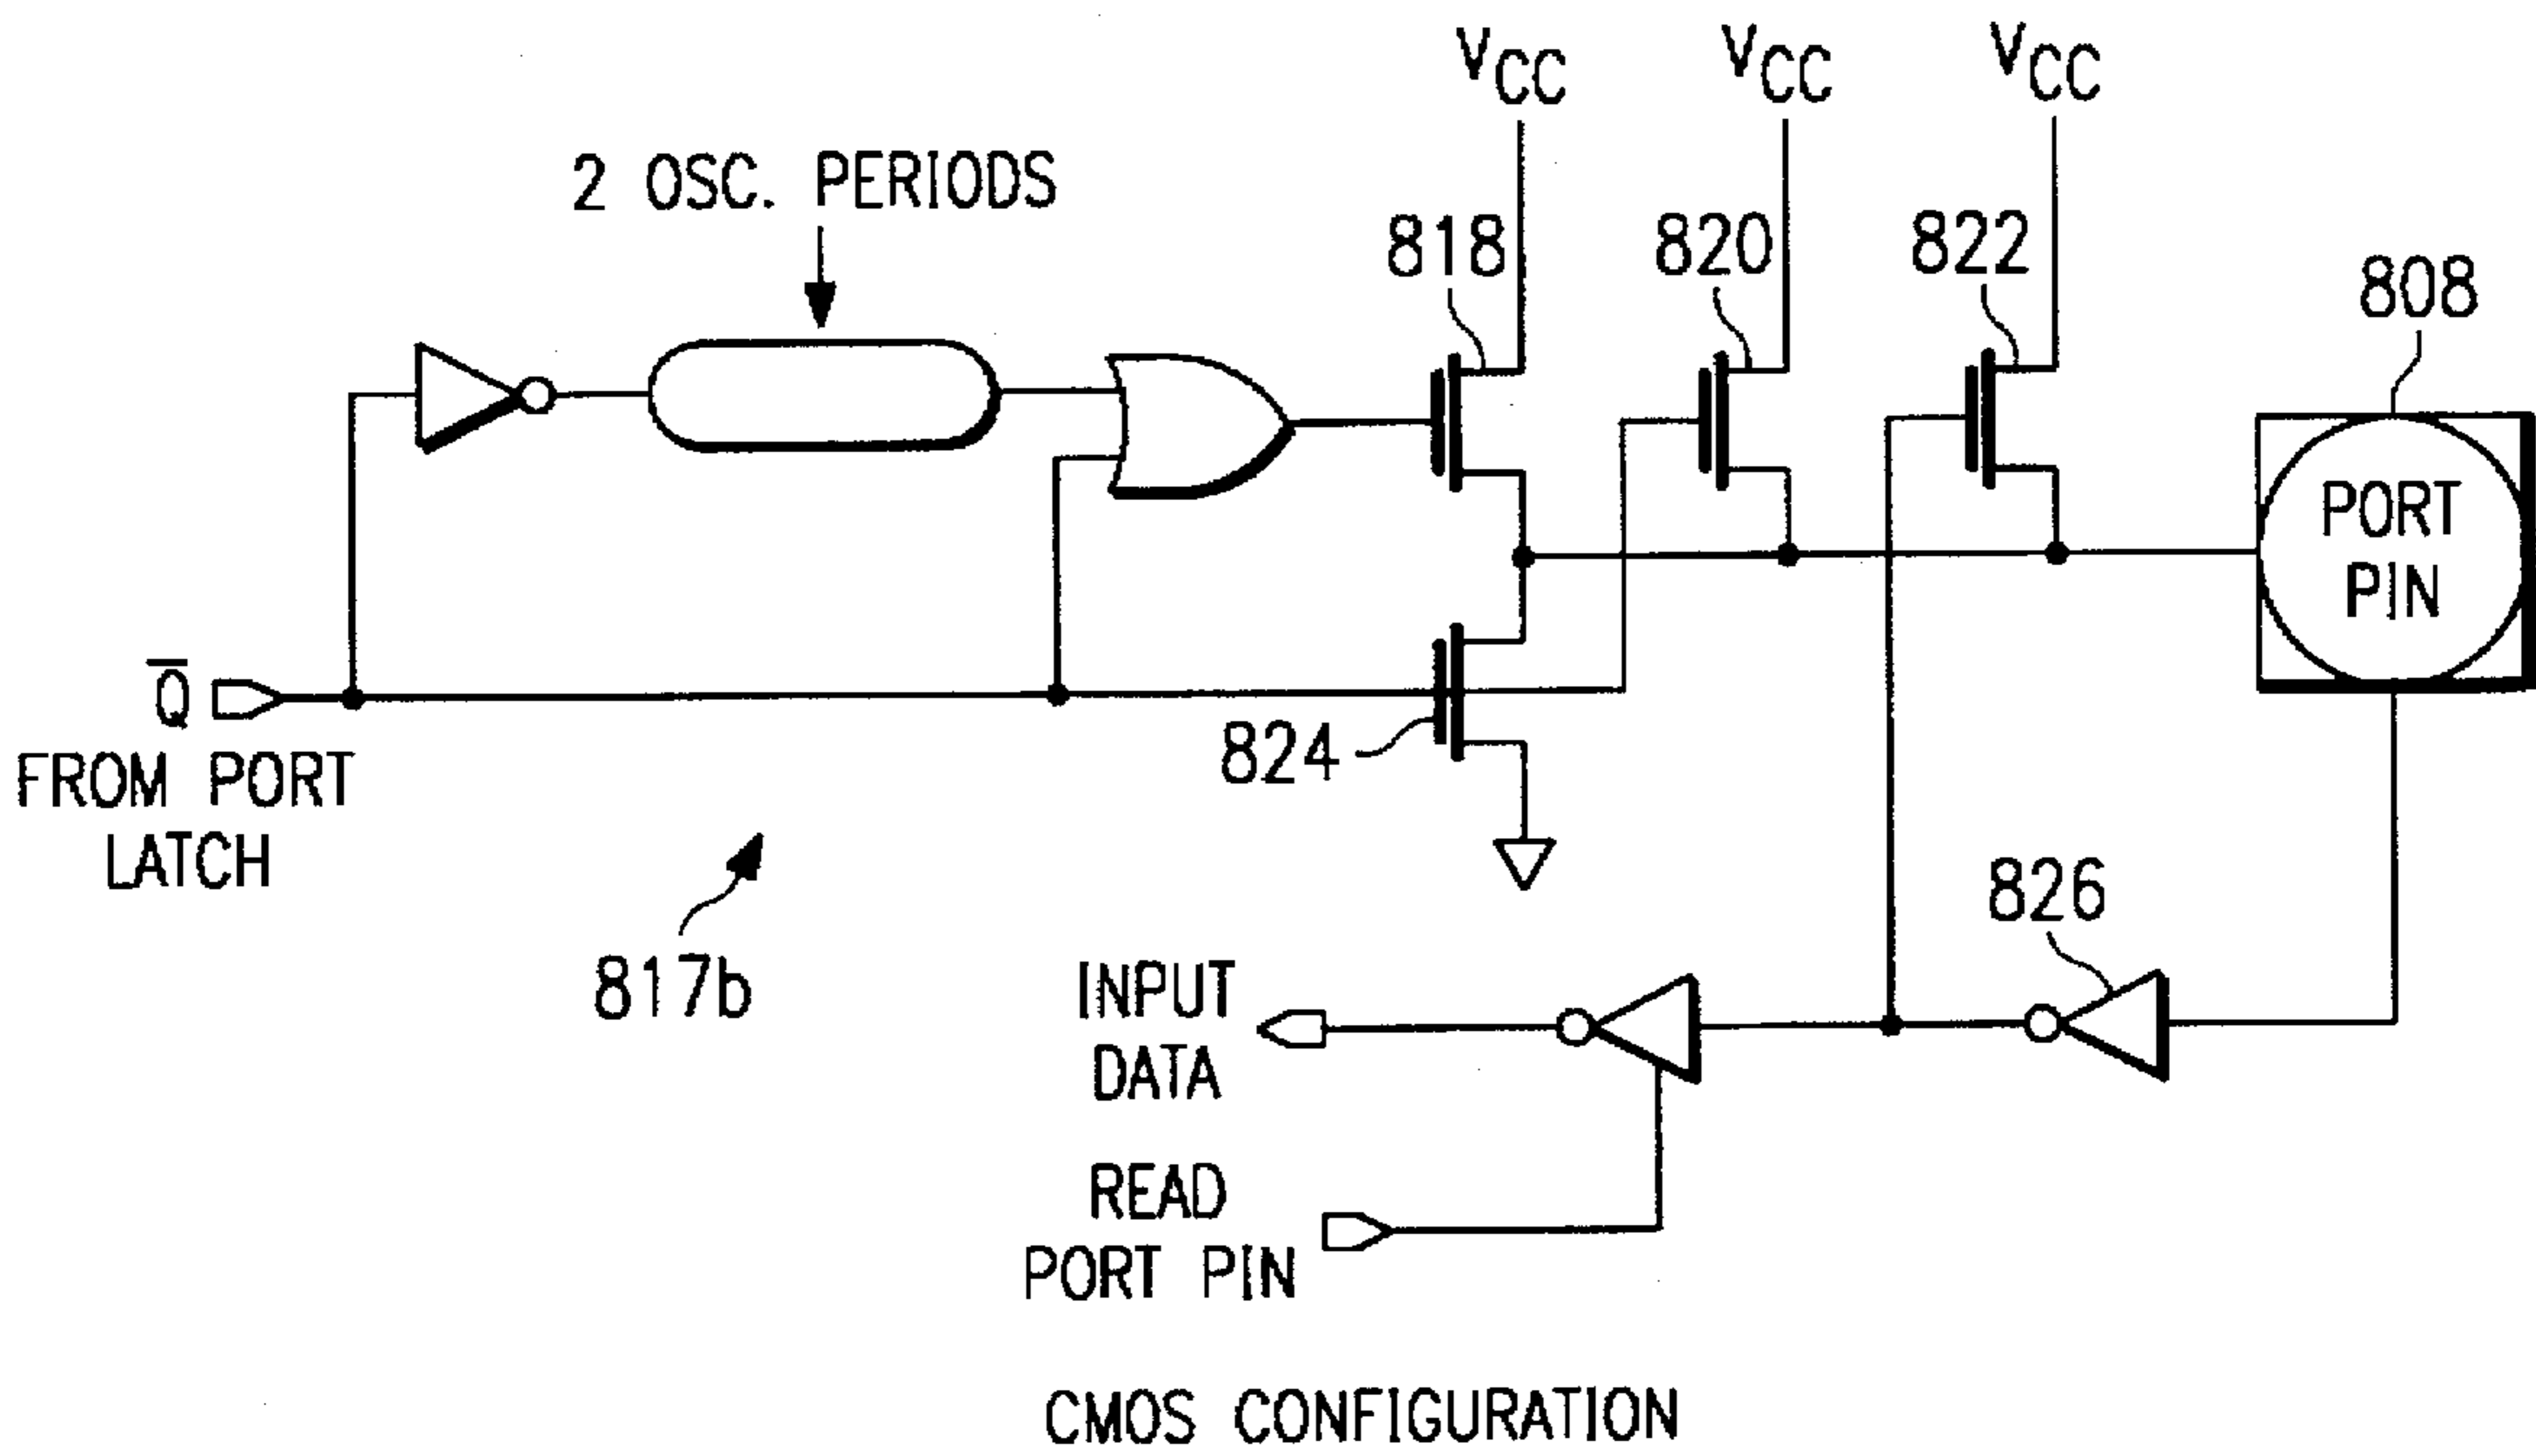 V_CC V_CC V_CC
2 OSC. PERIODS
818
820
822
808
PORT
PIN
Q̅
FROM PORT
LATCH
824
817b
826
INPUT
DATA
READ
PORT PIN
CMOS CONFIGURATION